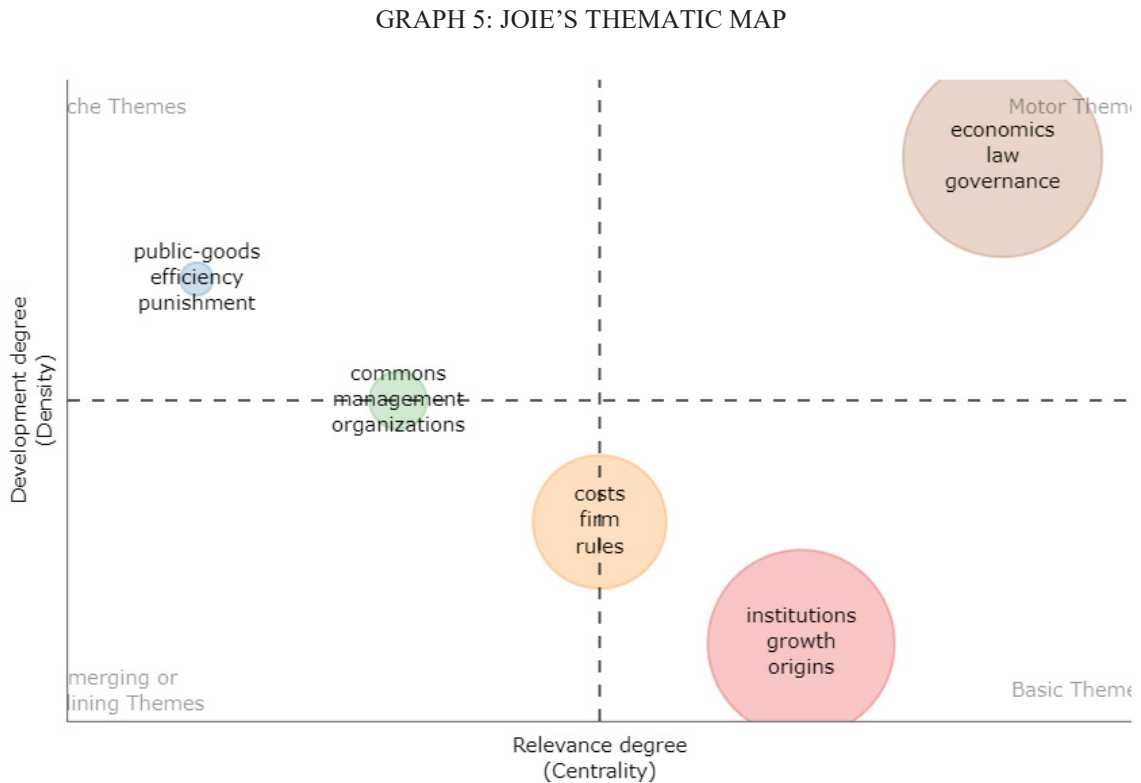 GRAPH 5: JOIE'S THEMATIC MAP
che Themes
Motor Theme
economics
law
governance
public-goods
efficiency
punishment
commons
management
organizations
Development degree
(Density)
costs
firm
rules
institutions
growth
origins
merging or
lining Themes
Basic Theme
Relevance degree
(Centrality)